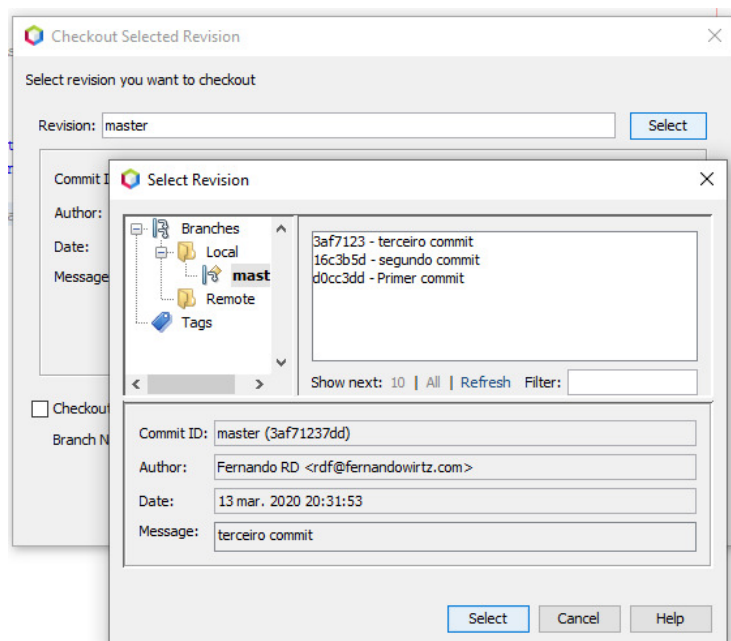 Checkout Selected Revision
Select revision you want to checkout
Revision: master Select
Commit I
Author:
Date:
Message
Checkout
Branch N
Select Revision
Branches
Local
mast
Remote
Tags
3af7123 - terceiro commit
16c3b5d - segundo commit
d0cc3dd - Primer commit
Show next: 10 | All | Refresh Filter:
Commit ID: master (3af71237dd)
Author: Fernando RD <rdf@fernandowirtz.com>
Date: 13 mar. 2020 20:31:53
Message: terceiro commit
Select Cancel Help